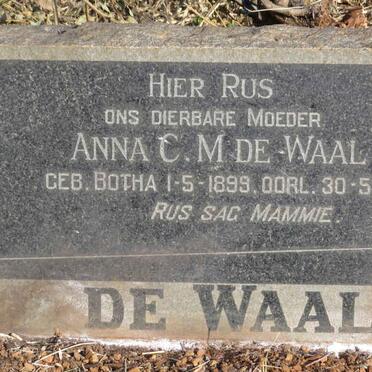 HIER RUS
ONS DIERBARE MOEDER
ANNA C. M. DE WAAL
GEB. BOTHA 1-5-1899. OORL. 30-5
RUS SAG MAMMIE.
DE WAAL